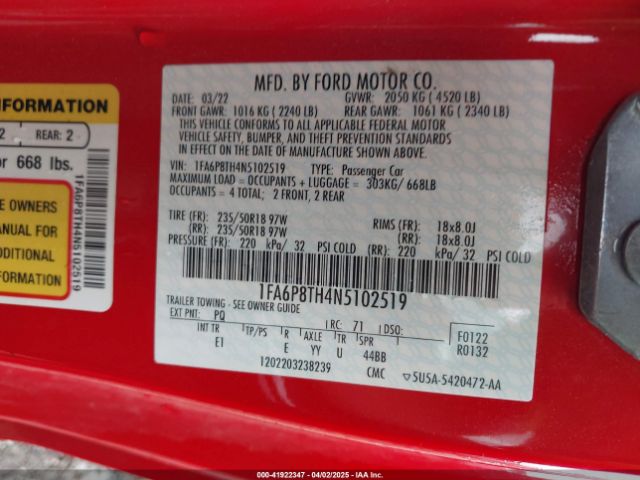 INFORMATION
2 REAR: 2
or 668 lbs.
E OWNERS
MANUAL FOR
ADDITIONAL
INFORMATION
1FA6P8TH4N5102519
MFD. BY FORD MOTOR CO.
DATE: 03/22 GVWR: 2050 KG ( 4520 LB)
FRONT GAWR: 1016 KG ( 2240 LB) REAR GAWR: 1061 KG ( 2340 LB)
THIS VEHICLE CONFORMS TO ALL APPLICABLE FEDERAL MOTOR
VEHICLE SAFETY, BUMPER, AND THEFT PREVENTION STANDARDS
IN EFFECT ON THE DATE OF MANUFACTURE SHOWN ABOVE.
VIN: 1FA6P8TH4N5102519 TYPE: Passenger Car
MAXIMUM LOAD = OCCUPANTS + LUGGAGE = 303KG/ 668LB
OCCUPANTS = 4 TOTAL; 2 FRONT, 2 REAR
TIRE (FR): 235/50R18 97W RIMS (FR): 18x8.0J
(RR): 235/50R18 97W (RR): 18x8.0J
PRESSURE (FR): 220 kPa/ 32 PSI COLD (RR): 220 kPa/ 32 PSI COLD
1FA6P8TH4N5102519
TRAILER TOWING - SEE OWNER GUIDE
EXT PNT: PQ RC: 71 DSO: F0122
INT TR TP/PS R AXLE TR SPR R0132
EI E YY U 44BB
1202203238239 CMC 5U5A-5420472-AA
000-41922347 - 04/02/2025 - IAAI.COM